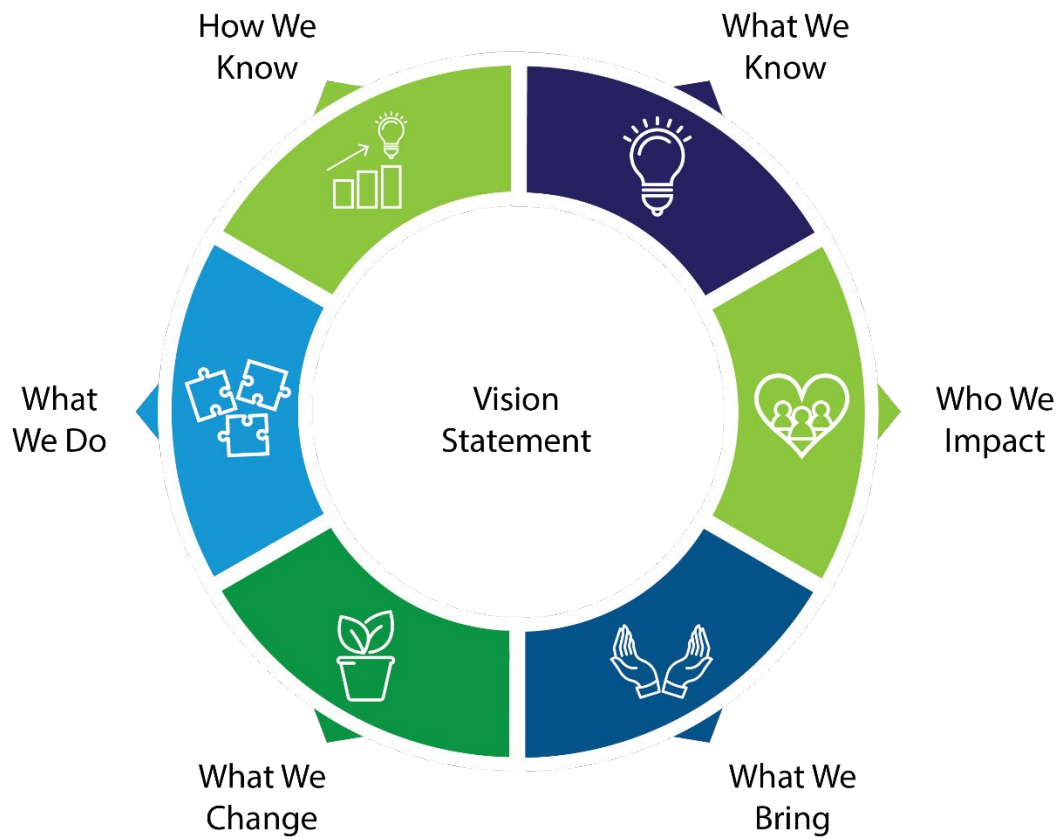 How We
Know
What We
Know
What
We Do
Vision
Statement
Who We
Impact
What We
Change
What We
Bring